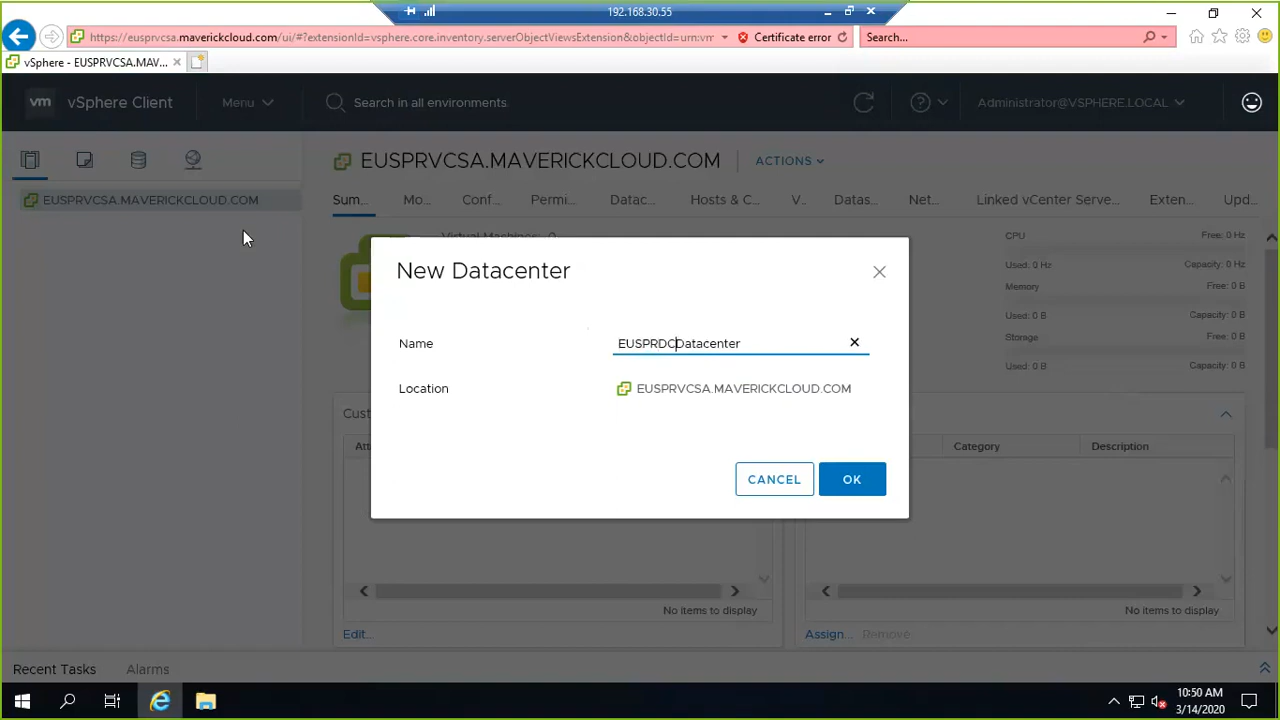 192.168.30.55
https://eusprvcsa.maverickcloud.com/ui/#?extensionId=vsphere.core.inventory.serverObjectViewsExtension&objectId=urn:vm
Certificate error
Search...
vSphere - EUSPRVCSA.MAV...
vm vSphere Client
Menu
Search in all environments
Administrator@VSPHERE.LOCAL
EUSPRVCSA.MAVERICKCLOUD.COM
ACTIONS
EUSPRVCSA.MAVERICKCLOUD.COM
Sum... Mo... Conf... Permi... Datac... Hosts & C... V... Datas... Net... Linked vCenter Serve... Exten... Upd...
Virtual Machines: 0
CPU Free: 0 Hz
Used: 0 Hz Capacity: 0 Hz
Memory Free: 0 B
Used: 0 B Capacity: 0 B
Storage Free: 0 B
Used: 0 B Capacity: 0 B
New Datacenter
Name EUSPRDCDatacenter
Location EUSPRVCSA.MAVERICKCLOUD.COM
CANCEL OK
Cust
Att
Category Description
No items to display
No items to display
Edit...
Assign... Remove
Recent Tasks Alarms
10:50 AM
3/14/2020